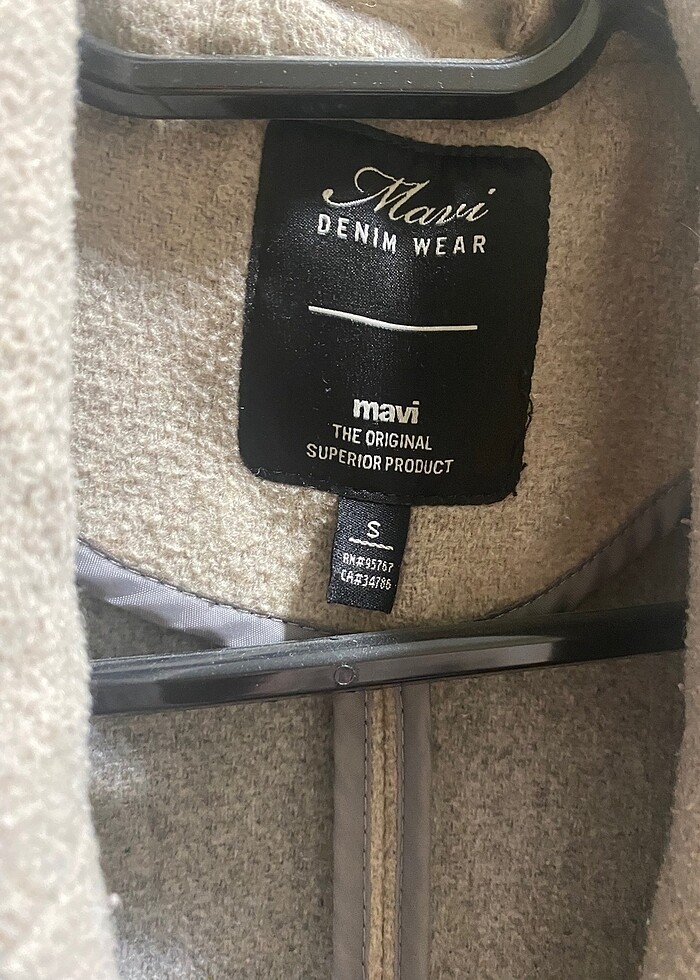 Mavi
DENIM WEAR
mavi
THE ORIGINAL
SUPERIOR PRODUCT
S
RN#95767
CA#34786